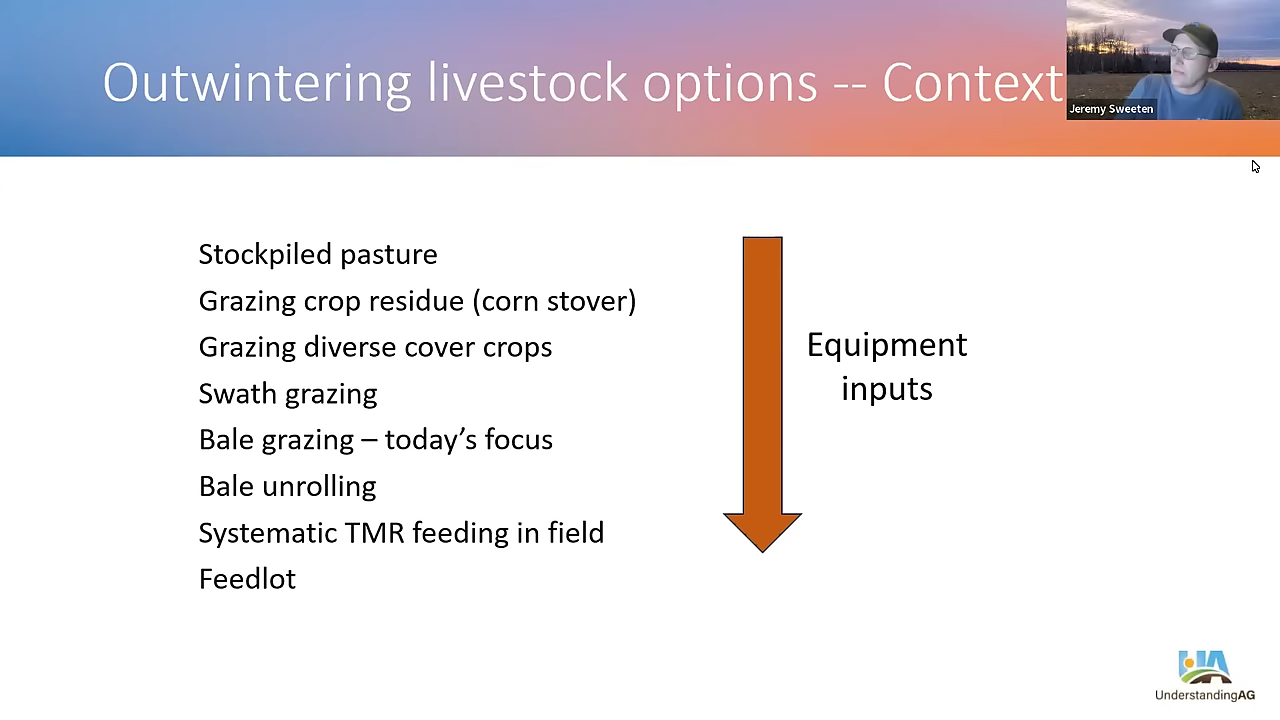 Outwintering livestock options -- Context
Jeremy Sweeten
Stockpiled pasture
Grazing crop residue (corn stover)
Grazing diverse cover crops
Swath grazing
Bale grazing – today’s focus
Bale unrolling
Systematic TMR feeding in field
Feedlot
Equipment
inputs
UA
UnderstandingAG